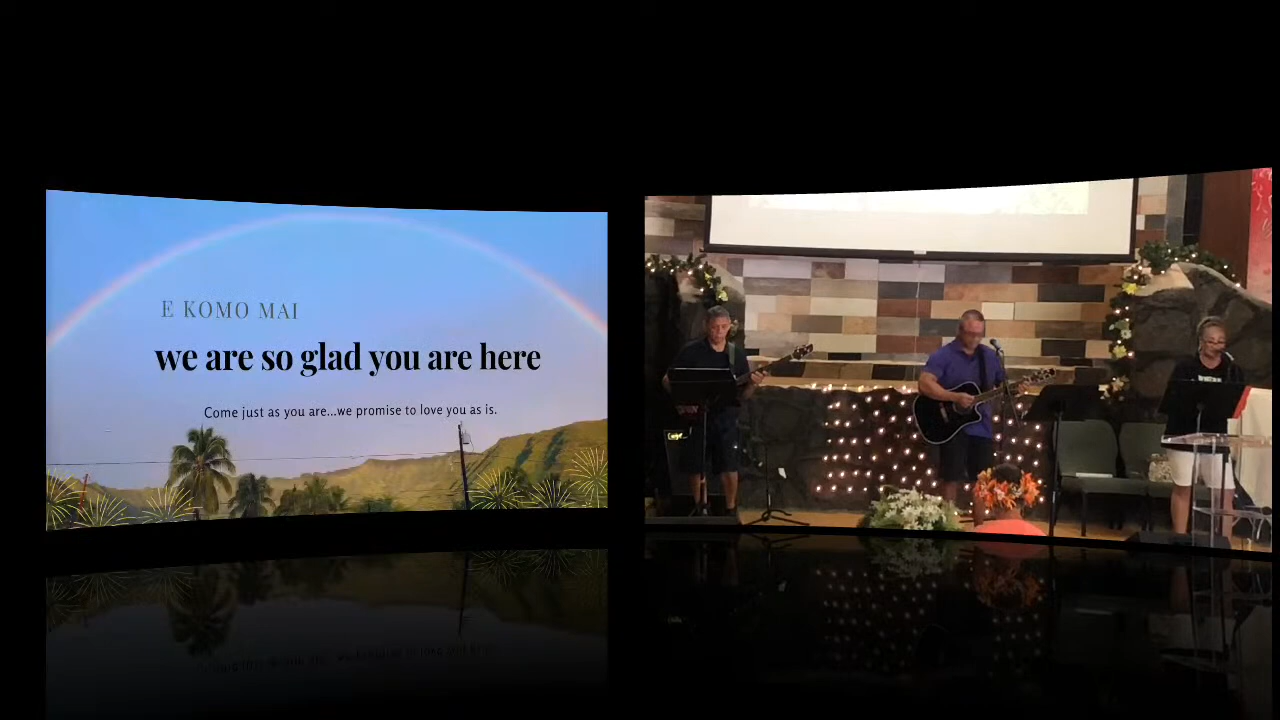 E KOMO MAI
we are so glad you are here
Come just as you are...we promise to love you as is.